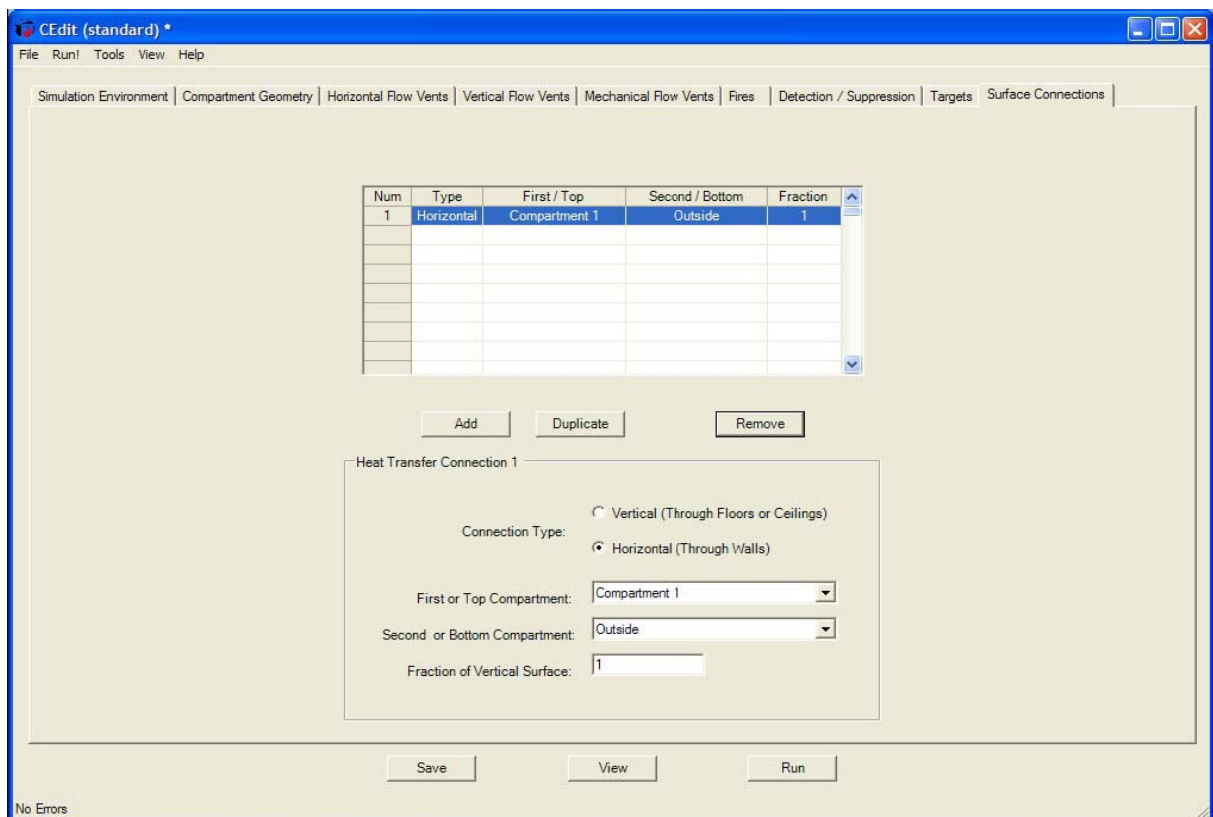 CEdit (standard) *
File Run! Tools View Help
Simulation Environment Compartment Geometry Horizontal Flow Vents Vertical Flow Vents Mechanical Flow Vents Fires Detection / Suppression Targets Surface Connections
Num Type First / Top Second / Bottom Fraction
1 Horizontal Compartment 1 Outside 1
Add Duplicate Remove
Heat Transfer Connection 1
Connection Type:
Vertical (Through Floors or Ceilings)
Horizontal (Through Walls)
First or Top Compartment: Compartment 1
Second or Bottom Compartment: Outside
Fraction of Vertical Surface: 1
Save View Run
No Errors